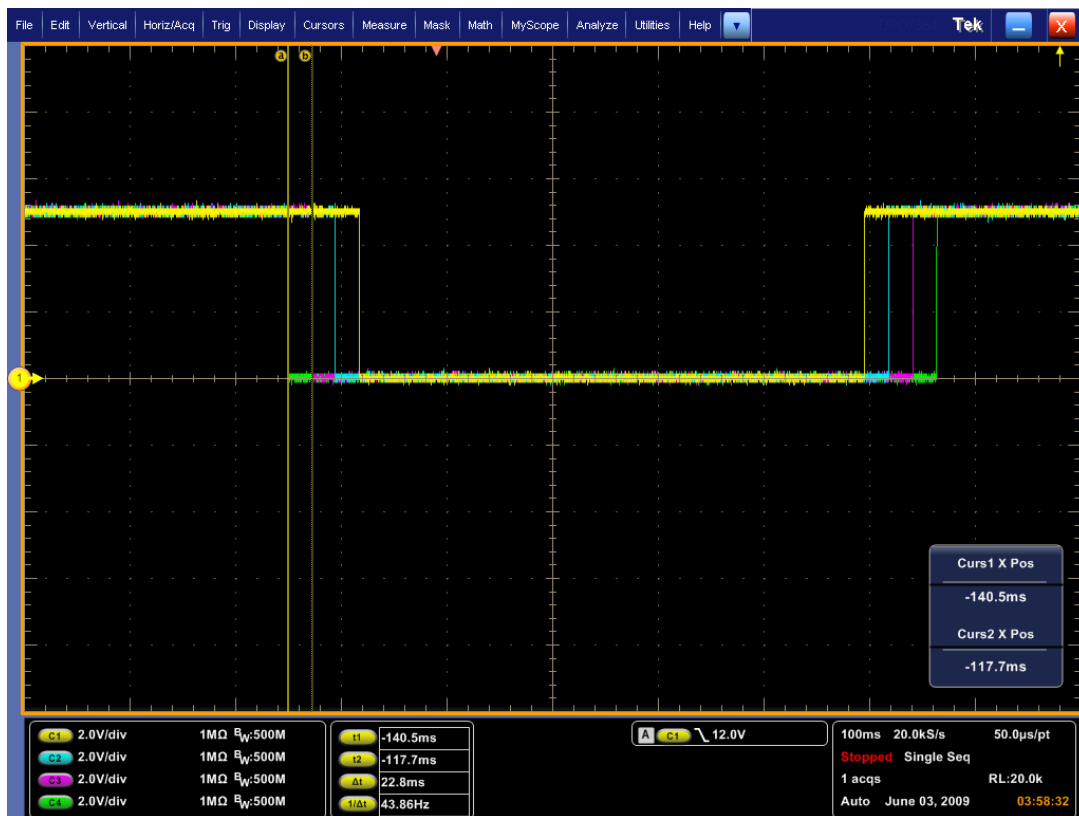 File Edit Vertical Horiz/Acq Trig Display Cursors Measure Mask Math MyScope Analyze Utilities Help Tek X
a b
1
Curs1 X Pos
-140.5ms
Curs2 X Pos
-117.7ms
C1 2.0V/div 1MΩ BW:500M
C2 2.0V/div 1MΩ BW:500M
C3 2.0V/div 1MΩ BW:500M
C4 2.0V/div 1MΩ BW:500M
t1 -140.5ms
t2 -117.7ms
Δt 22.8ms
1/Δt 43.86Hz
A C1 12.0V
100ms 20.0kS/s 50.0µs/pt
Stopped Single Seq
1 acqs RL:20.0k
Auto June 03, 2009 03:58:32